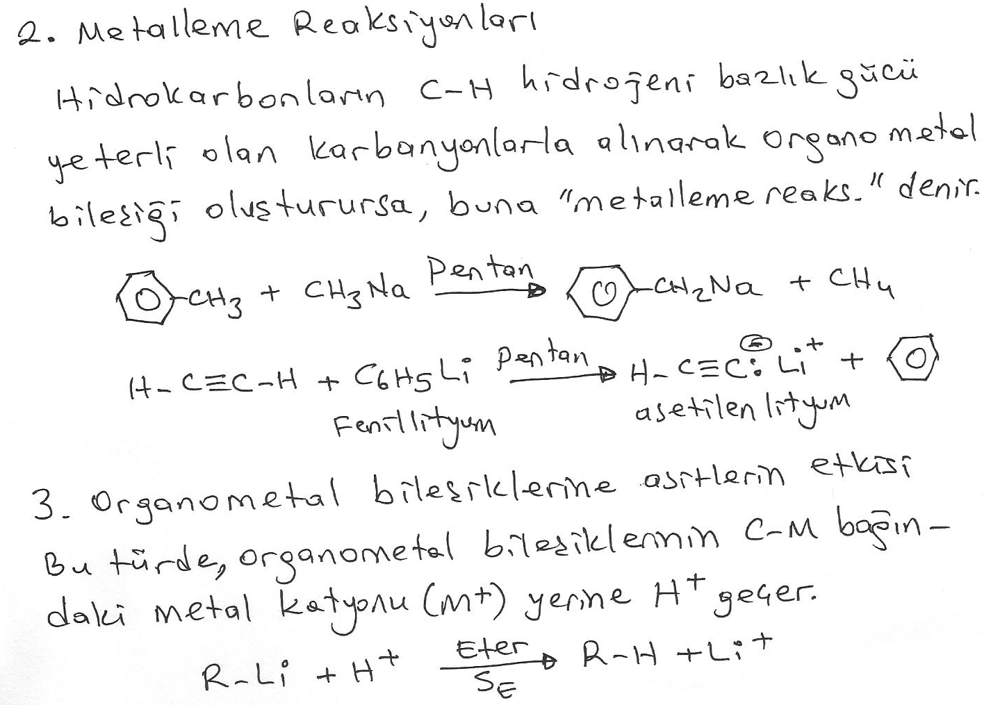 2. Metalleme Reaksiyonları
Hidrokarbonların C-H hidrojeni bazlık gücü
yeterli olan karbanyonlarla alınarak organo metal
bileşiği oluşturursa, buna "metalleme reaks." denir.
-CH3 + CH3Na Pentan -CH2Na + CH4
H-C≡C-H + C6H5Li Pentan H-C≡C:⊖ Li+ +
Fenillityum asetilen lityum
3. Organometal bileşiklerine asitlerin etkisi
Bu türde, organometal bileşiklerinin C-M bağın-
daki metal katyonu (M+) yerine H+ geçer.
R-Li + H+ Eter R-H + Li+
SE